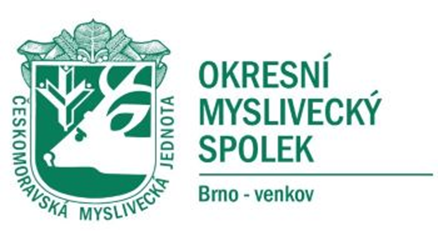 ČESKOMORAVSKÁ MYSLIVECKÁ JEDNOTA
OKRESNÍ
MYSLIVECKÝ
SPOLEK
Brno - venkov